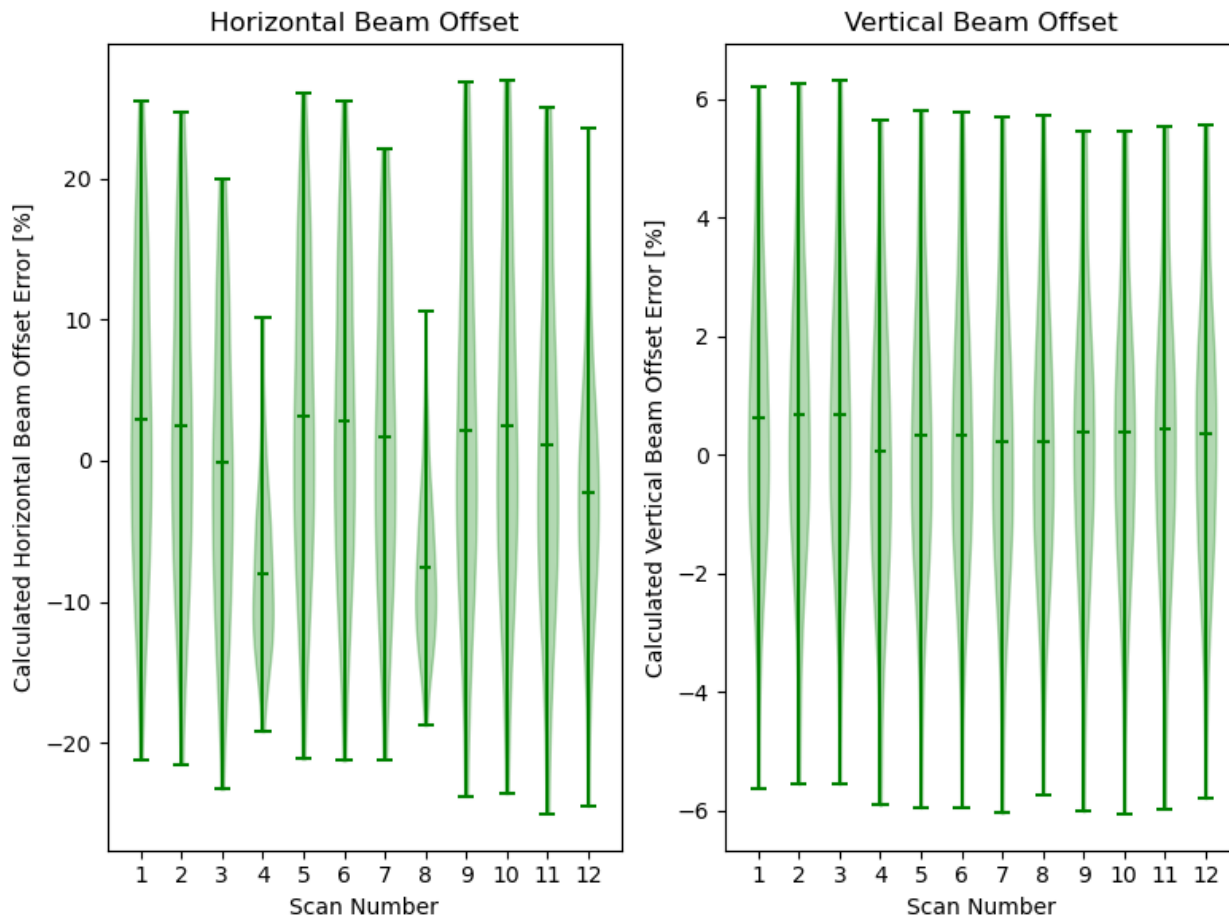 Horizontal Beam Offset
Calculated Horizontal Beam Offset Error [%]
20
10
0
−10
−20
1 2 3 4 5 6 7 8 9 10 11 12
Scan Number
Vertical Beam Offset
Calculated Vertical Beam Offset Error [%]
6
4
2
0
−2
−4
−6
1 2 3 4 5 6 7 8 9 10 11 12
Scan Number